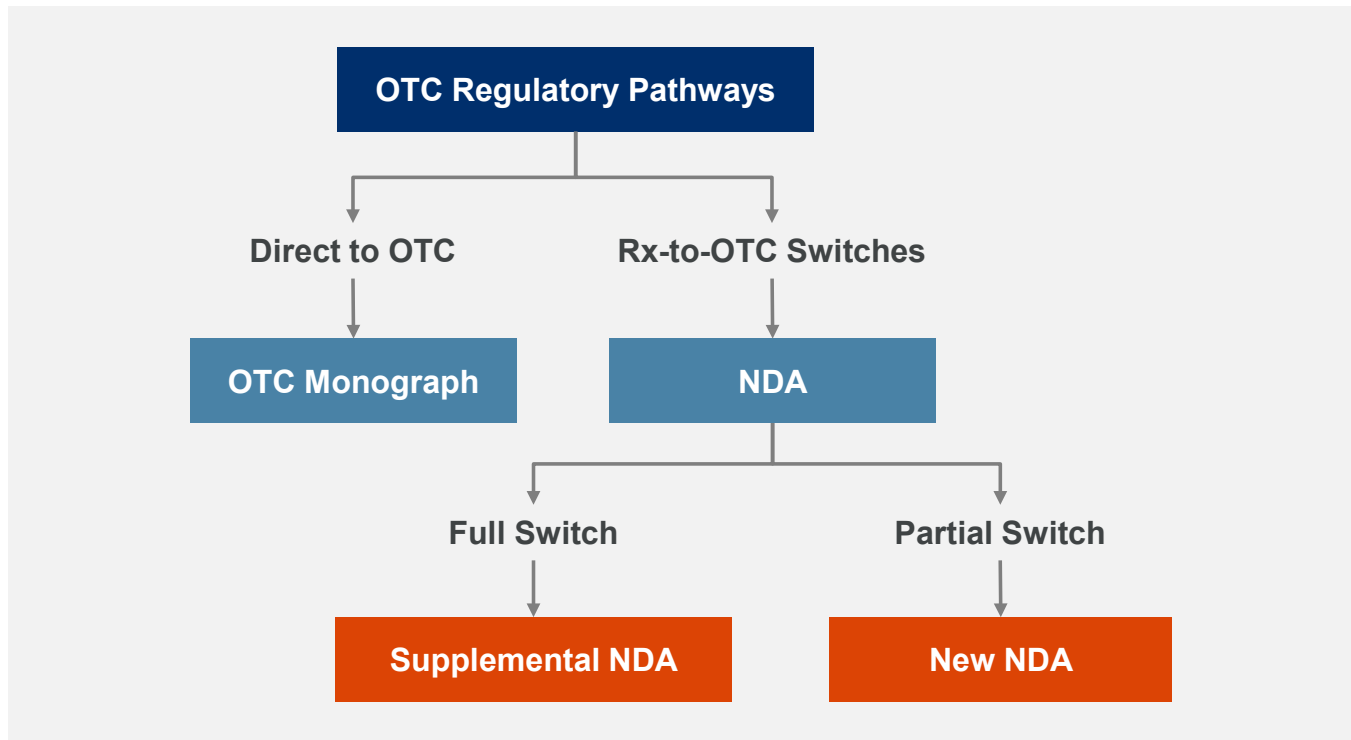 OTC Regulatory Pathways
Direct to OTC
Rx-to-OTC Switches
OTC Monograph
NDA
Full Switch
Partial Switch
Supplemental NDA
New NDA